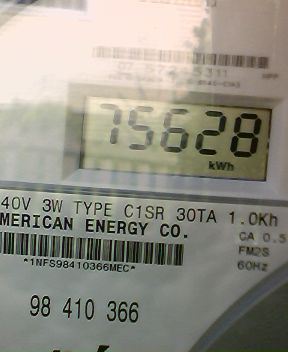 75628
kWh
40V 3W TYPE C1SR 30TA 1.0Kh
MERICAN ENERGY CO.
CA 0.5
FM2S
60Hz
*1NFS98410366MEC*
98 410 366